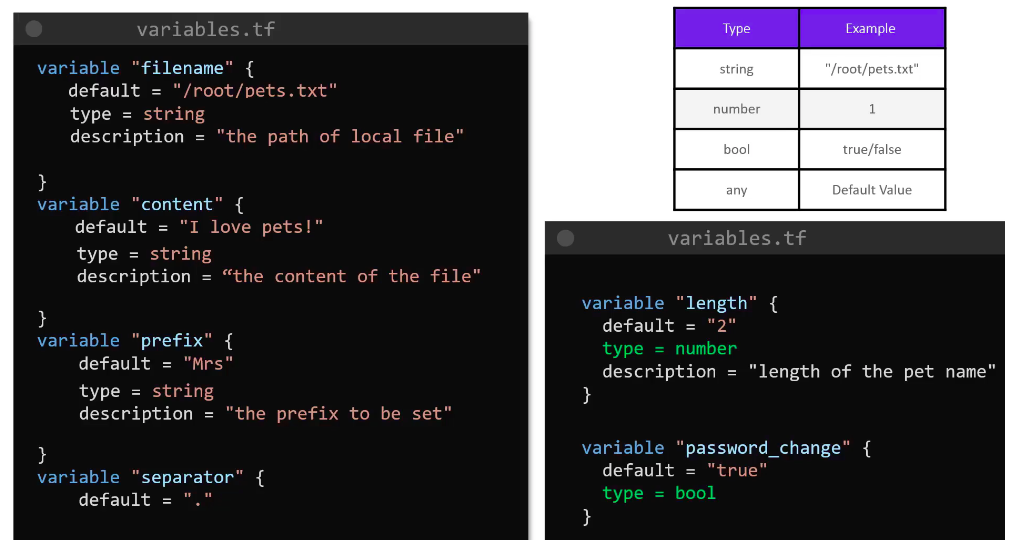 variables.tf
variable "filename" {
default = "/root/pets.txt"
type = string
description = "the path of local file"
}
variable "content" {
default = "I love pets!"
type = string
description = “the content of the file"
}
variable "prefix" {
default = "Mrs"
type = string
description = "the prefix to be set"
}
variable "separator" {
default = "."
Type Example
string "/root/pets.txt"
number 1
bool true/false
any Default Value
variables.tf
variable "length" {
default = "2"
type = number
description = "length of the pet name"
}
variable "password_change" {
default = "true"
type = bool
}